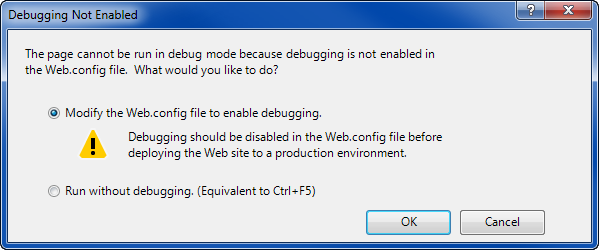 Debugging Not Enabled
The page cannot be run in debug mode because debugging is not enabled in
the Web.config file.  What would you like to do?
Modify the Web.config file to enable debugging.
Debugging should be disabled in the Web.config file before
deploying the Web site to a production environment.
Run without debugging. (Equivalent to Ctrl+F5)
OK Cancel